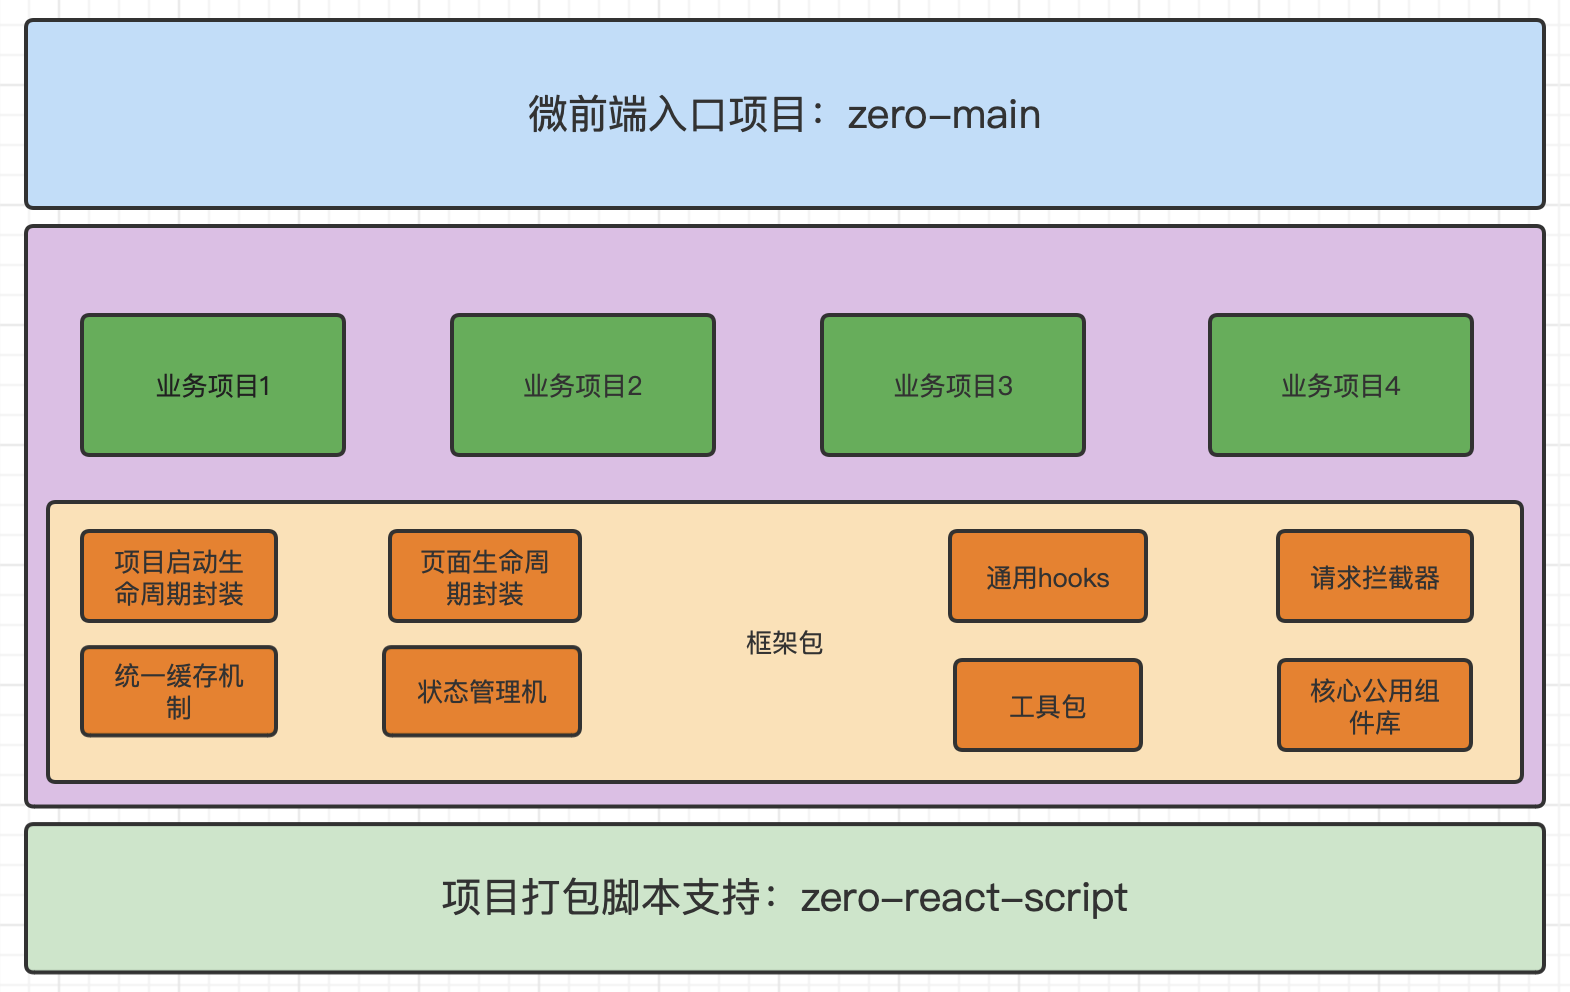 微前端入口项目：zero-main
业务项目1
业务项目2
业务项目3
业务项目4
项目启动生
命周期封装
页面生命周
期封装
通用hooks
请求拦截器
框架包
统一缓存机
制
状态管理机
工具包
核心公用组
件库
项目打包脚本支持：zero-react-script